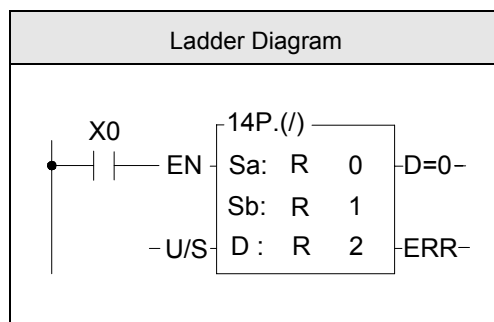 Ladder Diagram
14P.(/)
X0
EN Sa: R 0 D=0
Sb: R 1
U/S D : R 2 ERR